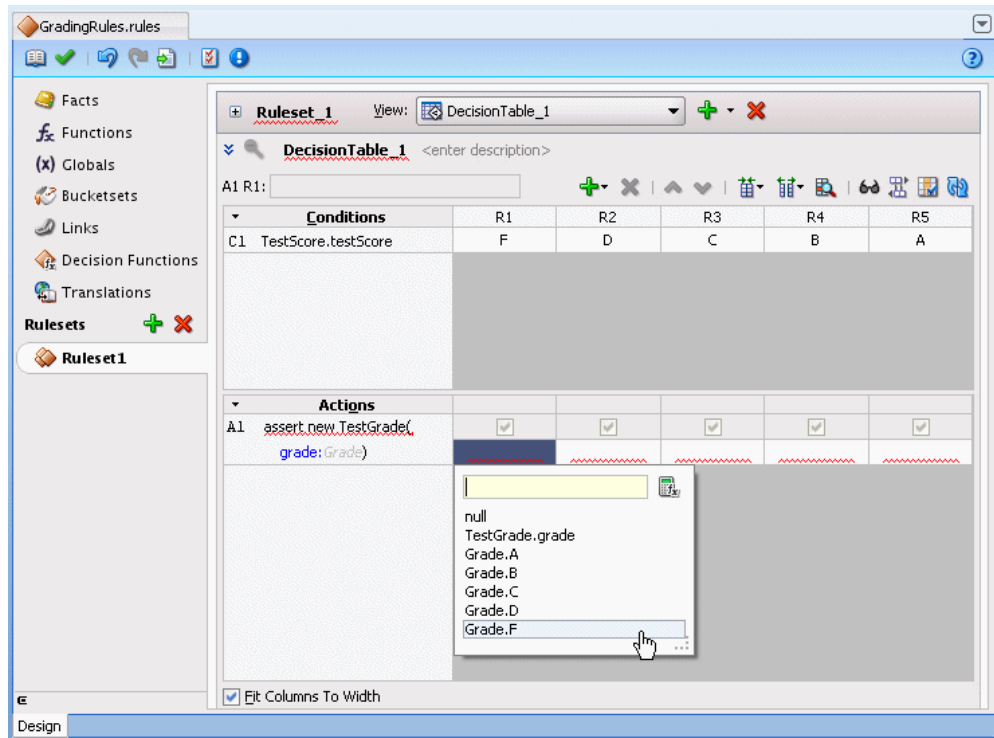 GradingRules.rules
Facts
Functions
(x) Globals
Bucketsets
Links
Decision Functions
Translations
Rulesets
Ruleset1
Ruleset_1 View: DecisionTable_1
DecisionTable_1 <enter description>
A1 R1:
Conditions R1 R2 R3 R4 R5
C1 TestScore.testScore F D C B A
Actions
A1 assert new TestGrade(
grade:Grade)
null
TestGrade.grade
Grade.A
Grade.B
Grade.C
Grade.D
Grade.F
Fit Columns To Width
Design